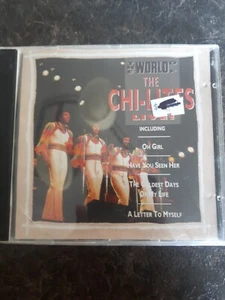 WORLD
THE
CHI-LITES
LIVE!
INCLUDING
OH GIRL
HAVE YOU SEEN HER
THE COLDEST DAYS
OF MY LIFE
A LETTER TO MYSELF